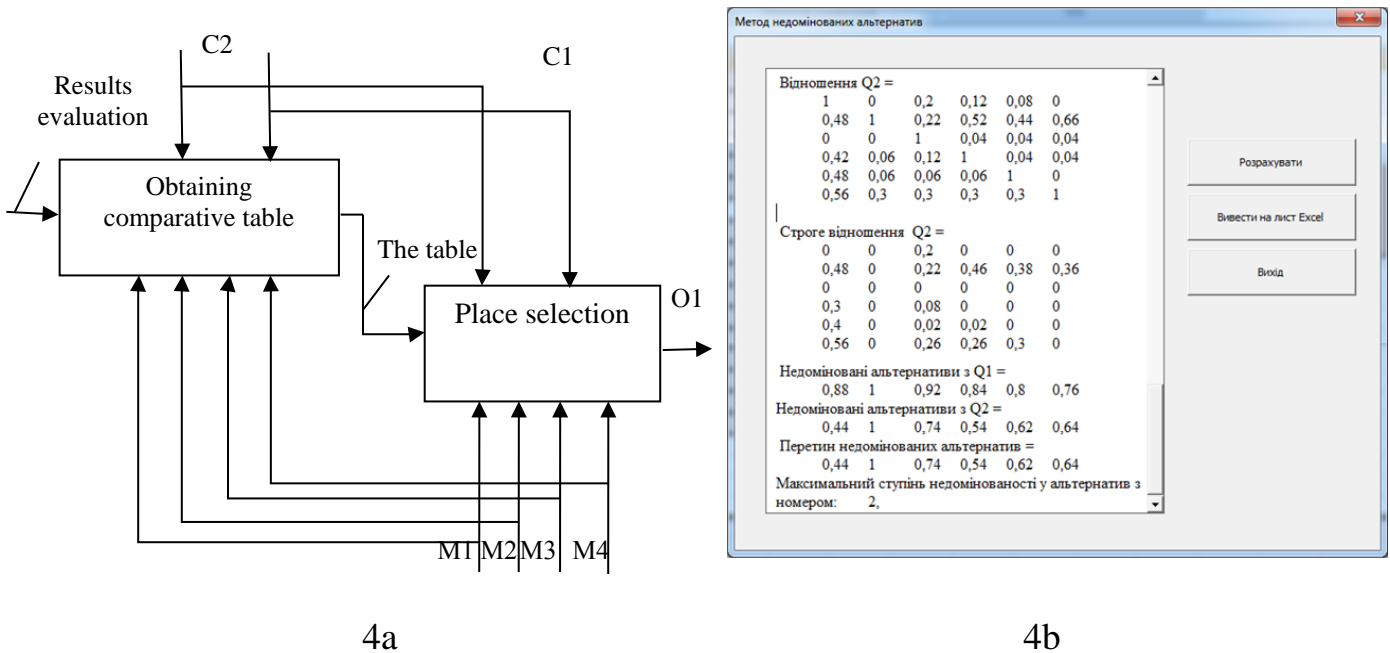 C2
C1
Results
evaluation
Obtaining
comparative table
The table
Place selection
O1
M1 M2 M3 M4
4a
Метод недомінованих альтернатив
Відношення Q2 =
1 0 0,2 0,12 0,08 0
0,48 1 0,22 0,52 0,44 0,66
0 0 1 0,04 0,04 0,04
0,42 0,06 0,12 1 0,04 0,04
0,48 0,06 0,06 0,06 1 0
0,56 0,3 0,3 0,3 0,3 1
Строге відношення Q2 =
0 0 0,2 0 0 0
0,48 0 0,22 0,46 0,38 0,36
0 0 0 0 0 0
0,3 0 0,08 0 0 0
0,4 0 0,02 0,02 0 0
0,56 0 0,26 0,26 0,3 0
Недоміновані альтернативи з Q1 =
0,88 1 0,92 0,84 0,8 0,76
Недоміновані альтернативи з Q2 =
0,44 1 0,74 0,54 0,62 0,64
Перетин недомінованих альтернатив =
0,44 1 0,74 0,54 0,62 0,64
Максимальний ступінь недомінованості у альтернатив з
номером: 2,
Розрахувати
Вивести на лист Excel
Вихід
4b